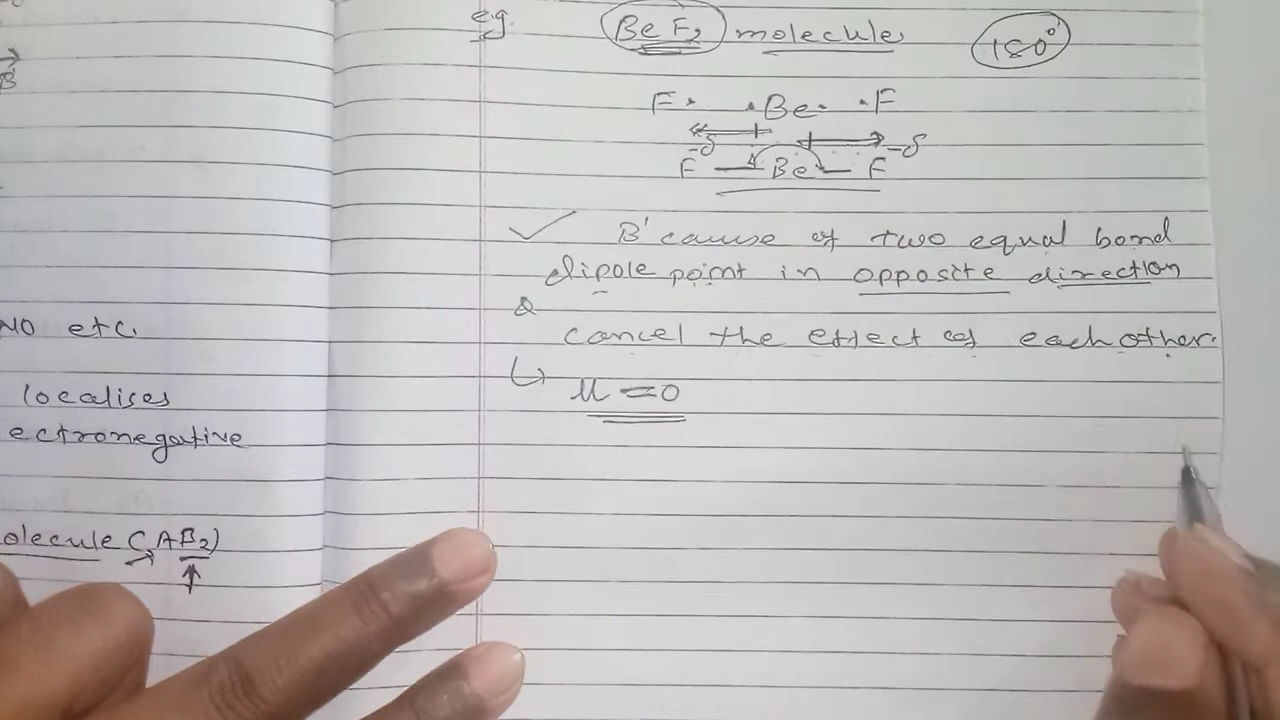 B
NO etc.
localises
ectronegative
olecule (AB2)
eg. BeF2 molecule 180°
F· ·Be· ·F
-δ -δ
F — Be — F
✓ B'cause of two equal bond
dipole point in opposite direction
&
cancel the effect of each other.
↳ μ = 0